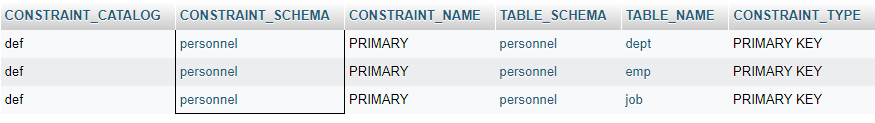 CONSTRAINT_CATALOG CONSTRAINT_SCHEMA CONSTRAINT_NAME TABLE_SCHEMA TABLE_NAME CONSTRAINT_TYPE
def personnel PRIMARY personnel dept PRIMARY KEY
def personnel PRIMARY personnel emp PRIMARY KEY
def personnel PRIMARY personnel job PRIMARY KEY